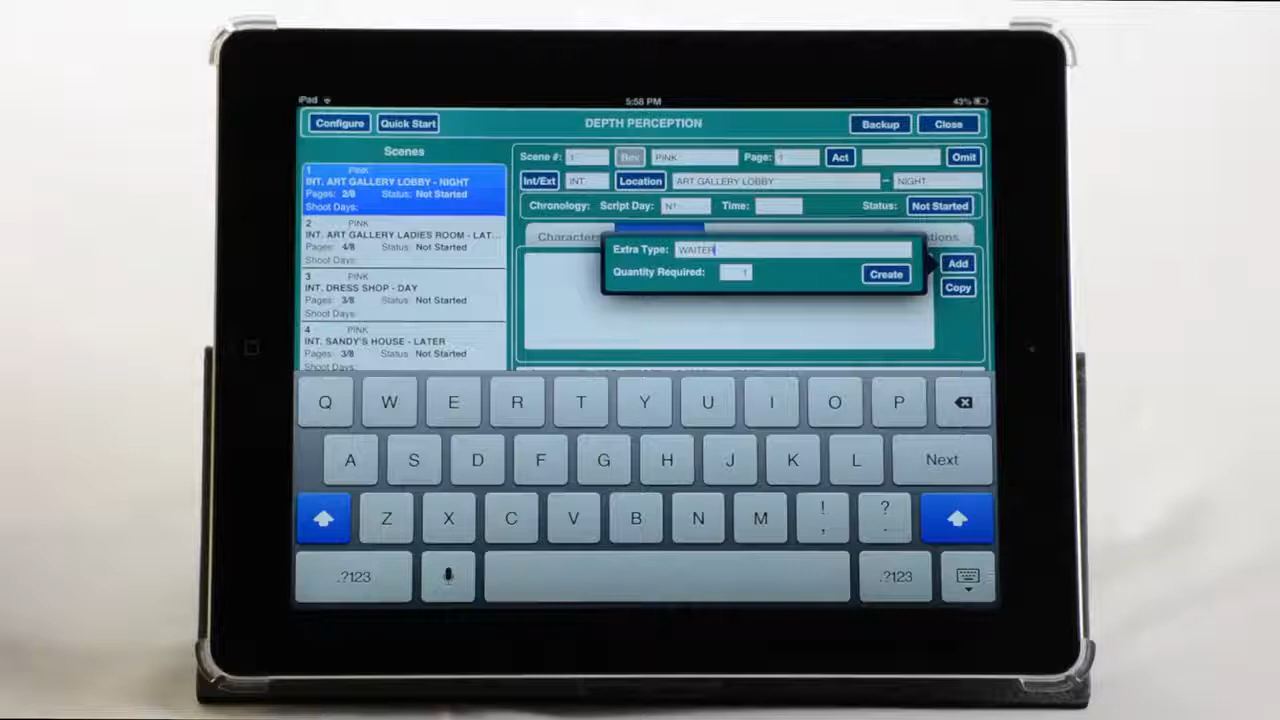 iPad 5:58 PM 43%
Configure Quick Start DEPTH PERCEPTION Backup Close
Scenes
1 PINK
INT. ART GALLERY LOBBY - NIGHT
Pages: 2/8 Status: Not Started
Shoot Days:
2 PINK
INT. ART GALLERY LADIES ROOM - LAT...
Pages: 4/8 Status: Not Started
Shoot Days:
3 PINK
INT. DRESS SHOP - DAY
Pages: 3/8 Status: Not Started
Shoot Days:
4 PINK
INT. SANDY'S HOUSE - LATER
Pages: 3/8 Status: Not Started
Shoot Days:
Scene #: 1 Rev PINK Page: 1 Act Omit
Int/Ext INT. Location ART GALLERY LOBBY - NIGHT
Chronology: Script Day: N1 Time: Status: Not Started
Characters
Extra Type: WAITER
Quantity Required: 1 Create
Add
Copy
Q W E R T Y U I O P
A S D F G H J K L Next
Z X C V B N M ! , ? .
.?123 .?123